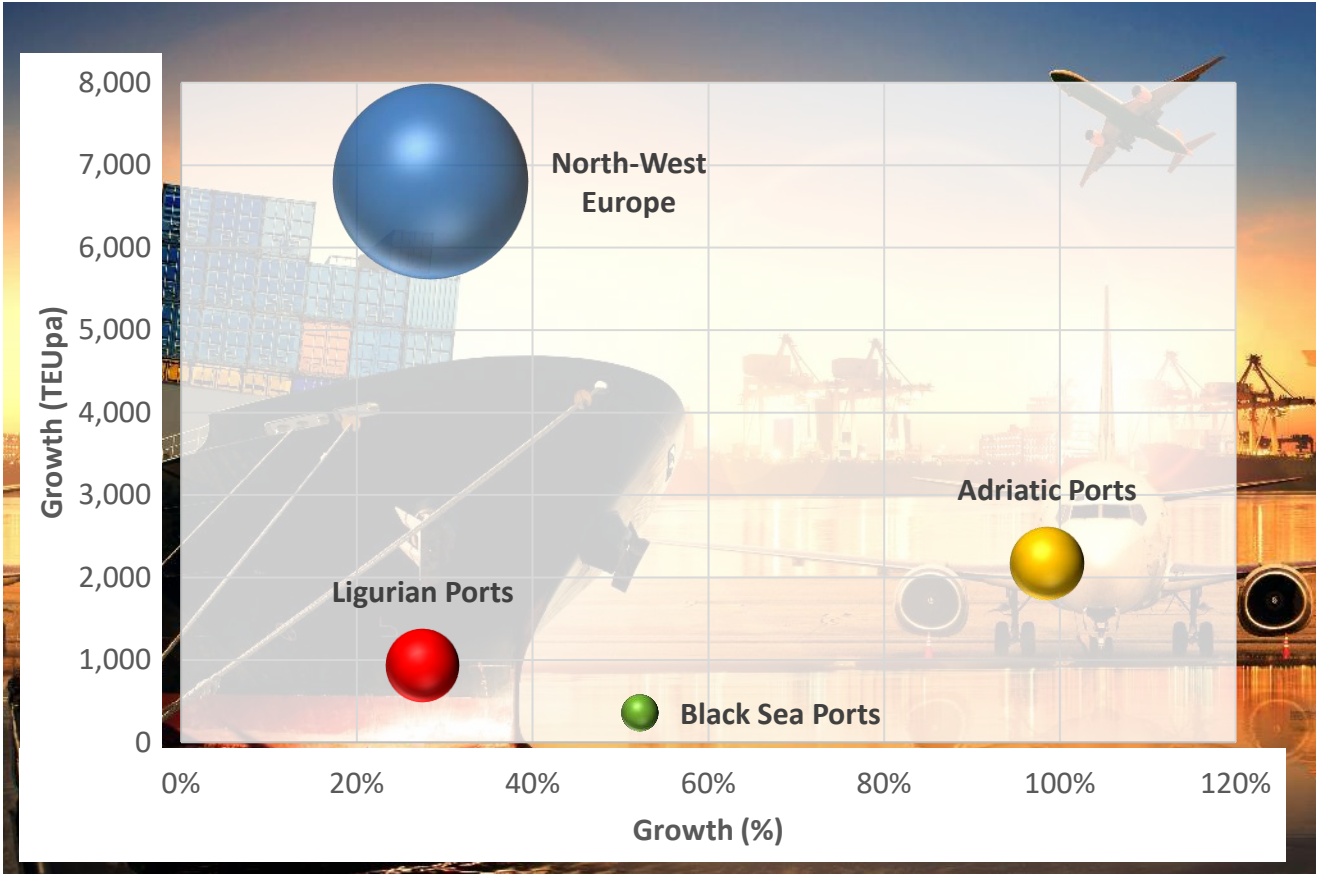 8,000
7,000
6,000
5,000
4,000
3,000
2,000
1,000
0
Growth (TEUpa)
North-West
Europe
Adriatic Ports
Ligurian Ports
Black Sea Ports
0% 20% 40% 60% 80% 100% 120%
Growth (%)